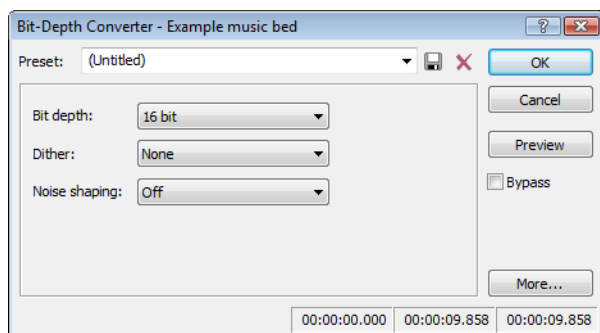 Bit-Depth Converter - Example music bed
Preset: (Untitled)
OK
Cancel
Preview
Bypass
More...
Bit depth: 16 bit
Dither: None
Noise shaping: Off
00:00:00.000 00:00:09.858 00:00:09.858